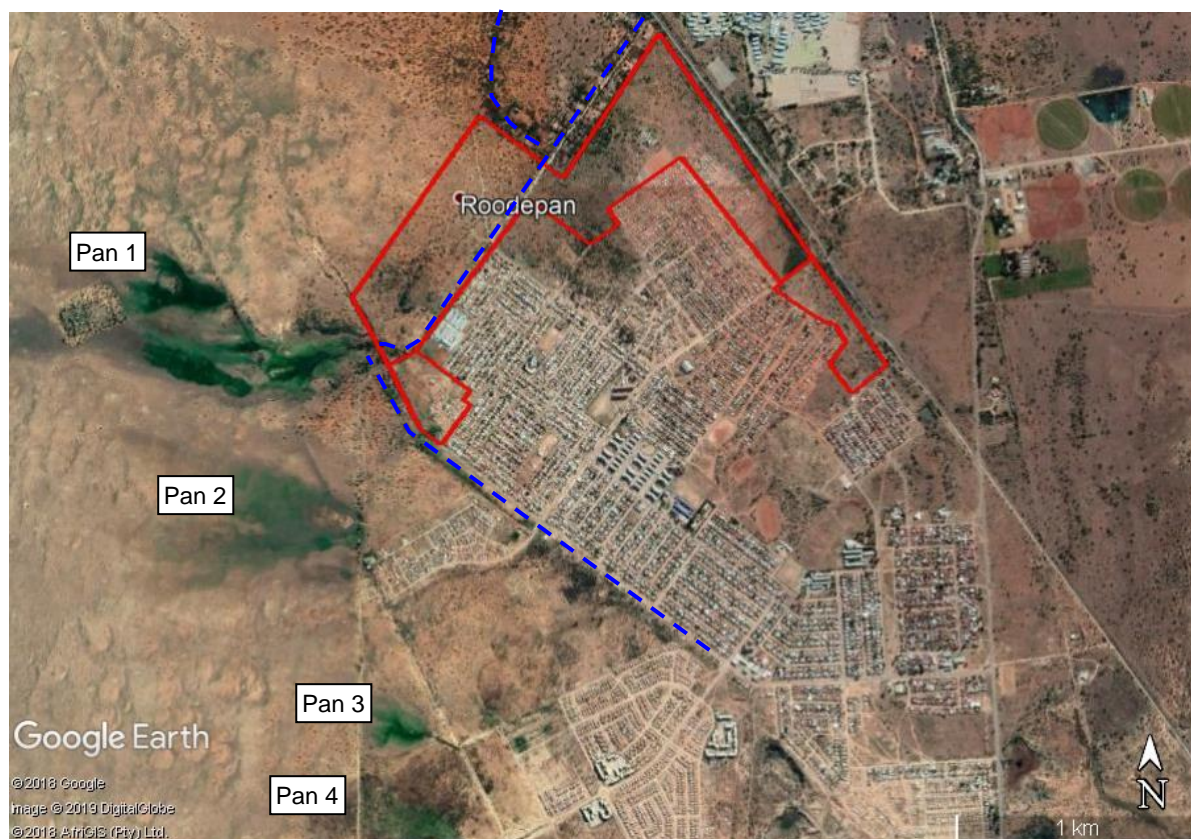 Roodepan
Pan 1
Pan 2
Pan 3
Google Earth
©2018 Google
Image ©2019 DigitalGlobe
©2018 AfriGIS (Pty) Ltd.
Pan 4
N
1 km